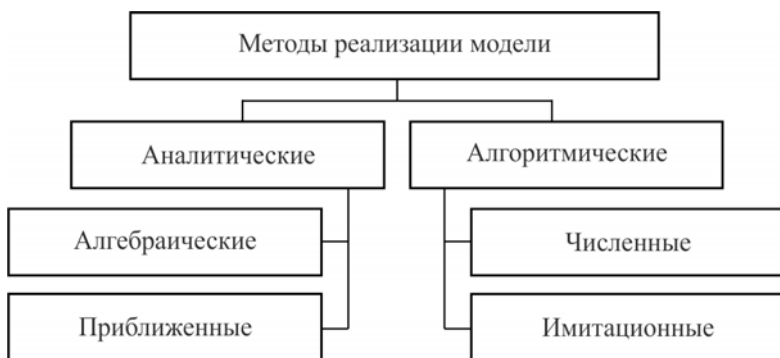 Методы реализации модели
Аналитические
Алгоритмические
Алгебраические
Численные
Приближенные
Имитационные